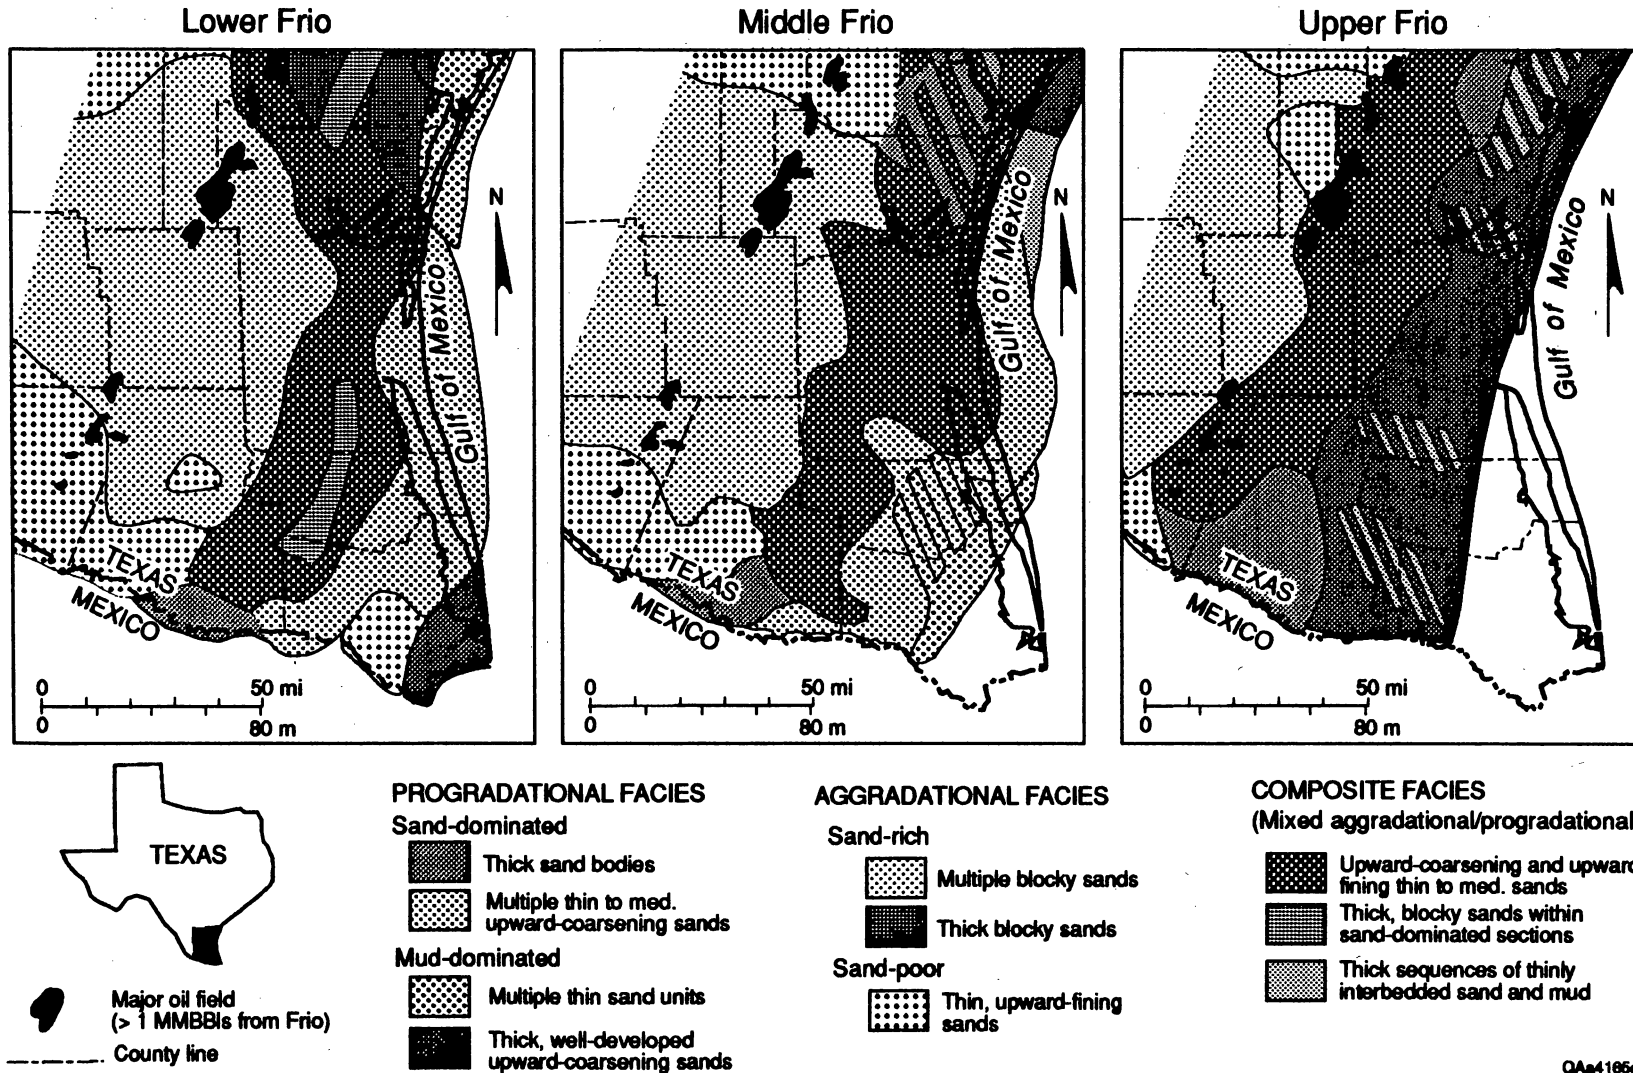 Lower Frio
Middle Frio
Upper Frio
N
Gulf of Mexico
TEXAS
MEXICO
0 50 mi
0 80 m
N
Gulf of Mexico
TEXAS
MEXICO
0 50 mi
0 80 m
N
Gulf of Mexico
TEXAS
MEXICO
0 50 mi
0 80 m
TEXAS
Major oil field
(> 1 MMBBls from Frio)
County line
PROGRADATIONAL FACIES
Sand-dominated
Thick sand bodies
Multiple thin to med.
upward-coarsening sands
Mud-dominated
Multiple thin sand units
Thick, well-developed
upward-coarsening sands
AGGRADATIONAL FACIES
Sand-rich
Multiple blocky sands
Thick blocky sands
Sand-poor
Thin, upward-fining
sands
COMPOSITE FACIES
(Mixed aggradational/progradational
Upward-coarsening and upward
fining thin to med. sands
Thick, blocky sands within
sand-dominated sections
Thick sequences of thinly
interbedded sand and mud